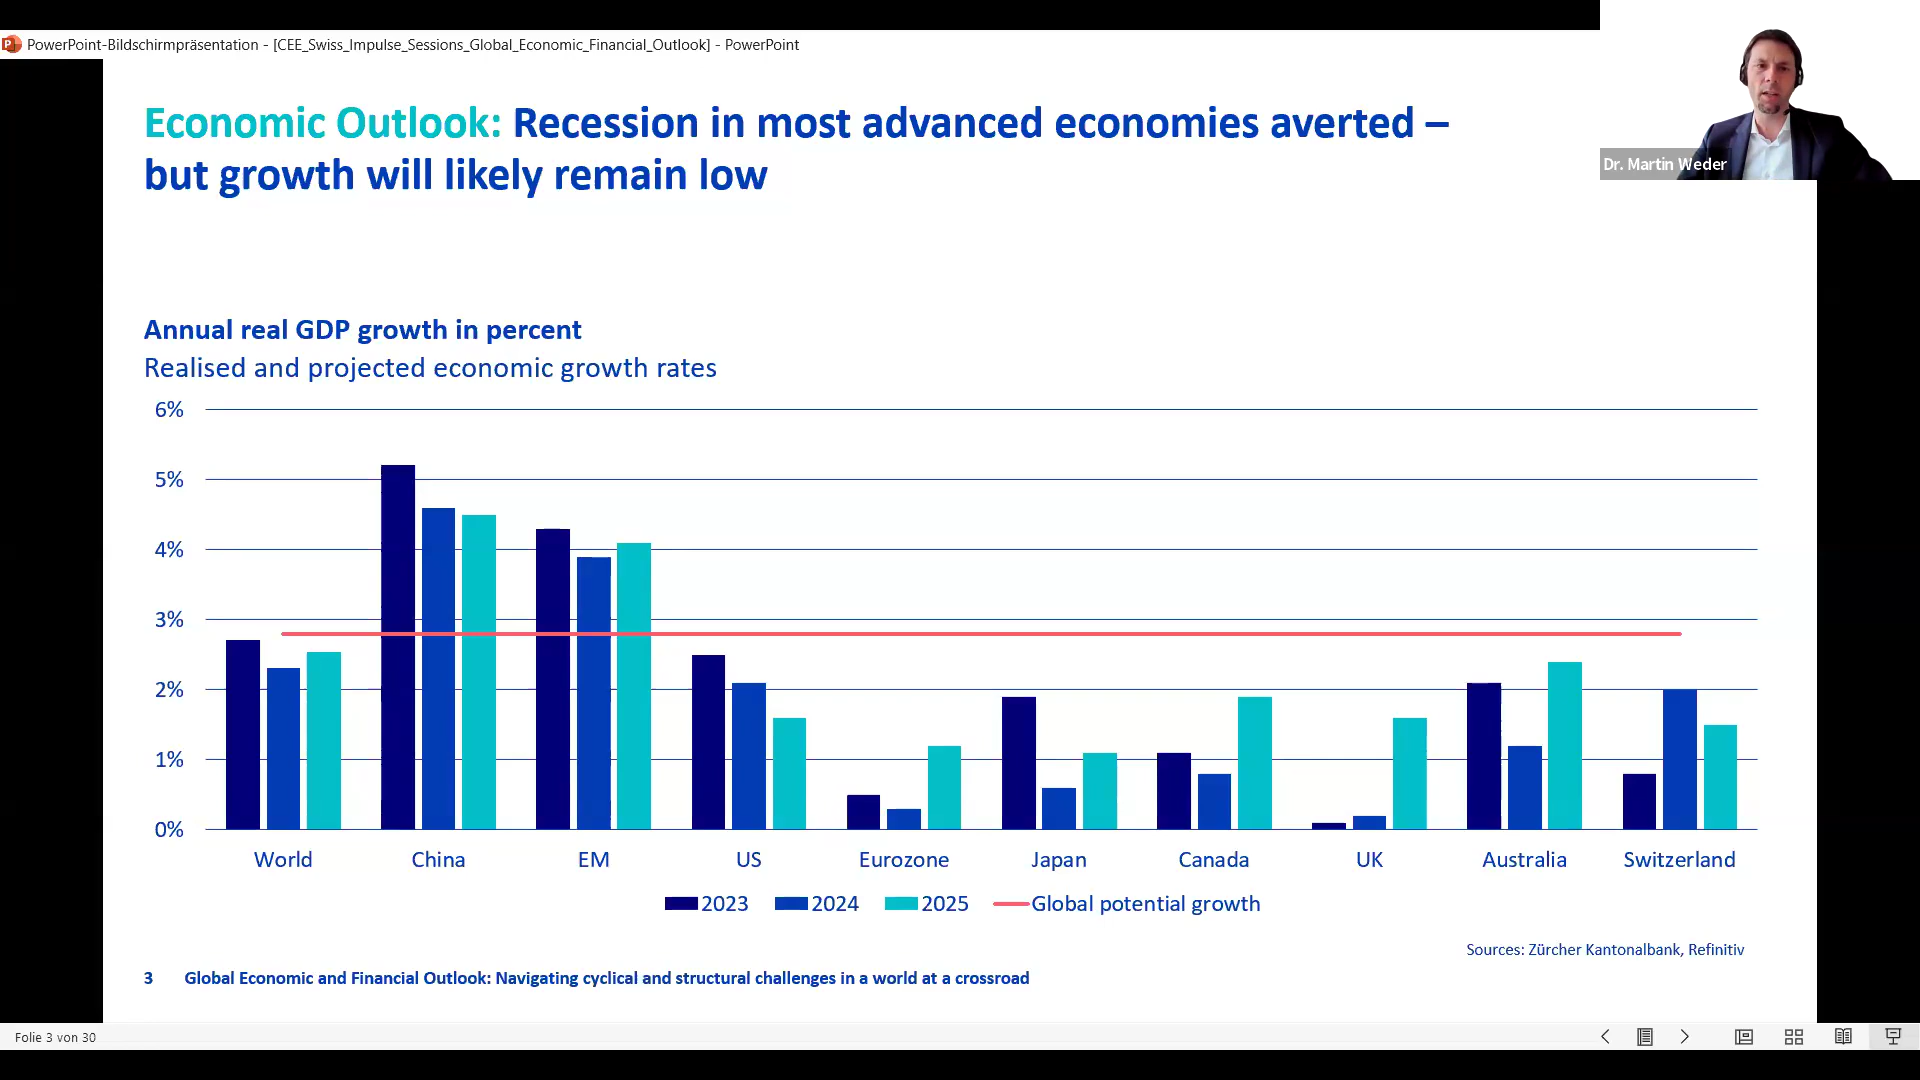 PowerPoint-Bildschirmpräsentation - [CEE_Swiss_Impulse_Sessions_Global_Economic_Financial_Outlook] - PowerPoint
Dr. Martin Weder
Economic Outlook: Recession in most advanced economies averted –
but growth will likely remain low
Annual real GDP growth in percent
Realised and projected economic growth rates
6%
5%
4%
3%
2%
1%
0%
World China EM US Eurozone Japan Canada UK Australia Switzerland
2023 2024 2025 Global potential growth
Sources: Zürcher Kantonalbank, Refinitiv
3 Global Economic and Financial Outlook: Navigating cyclical and structural challenges in a world at a crossroad
Folie 3 von 30